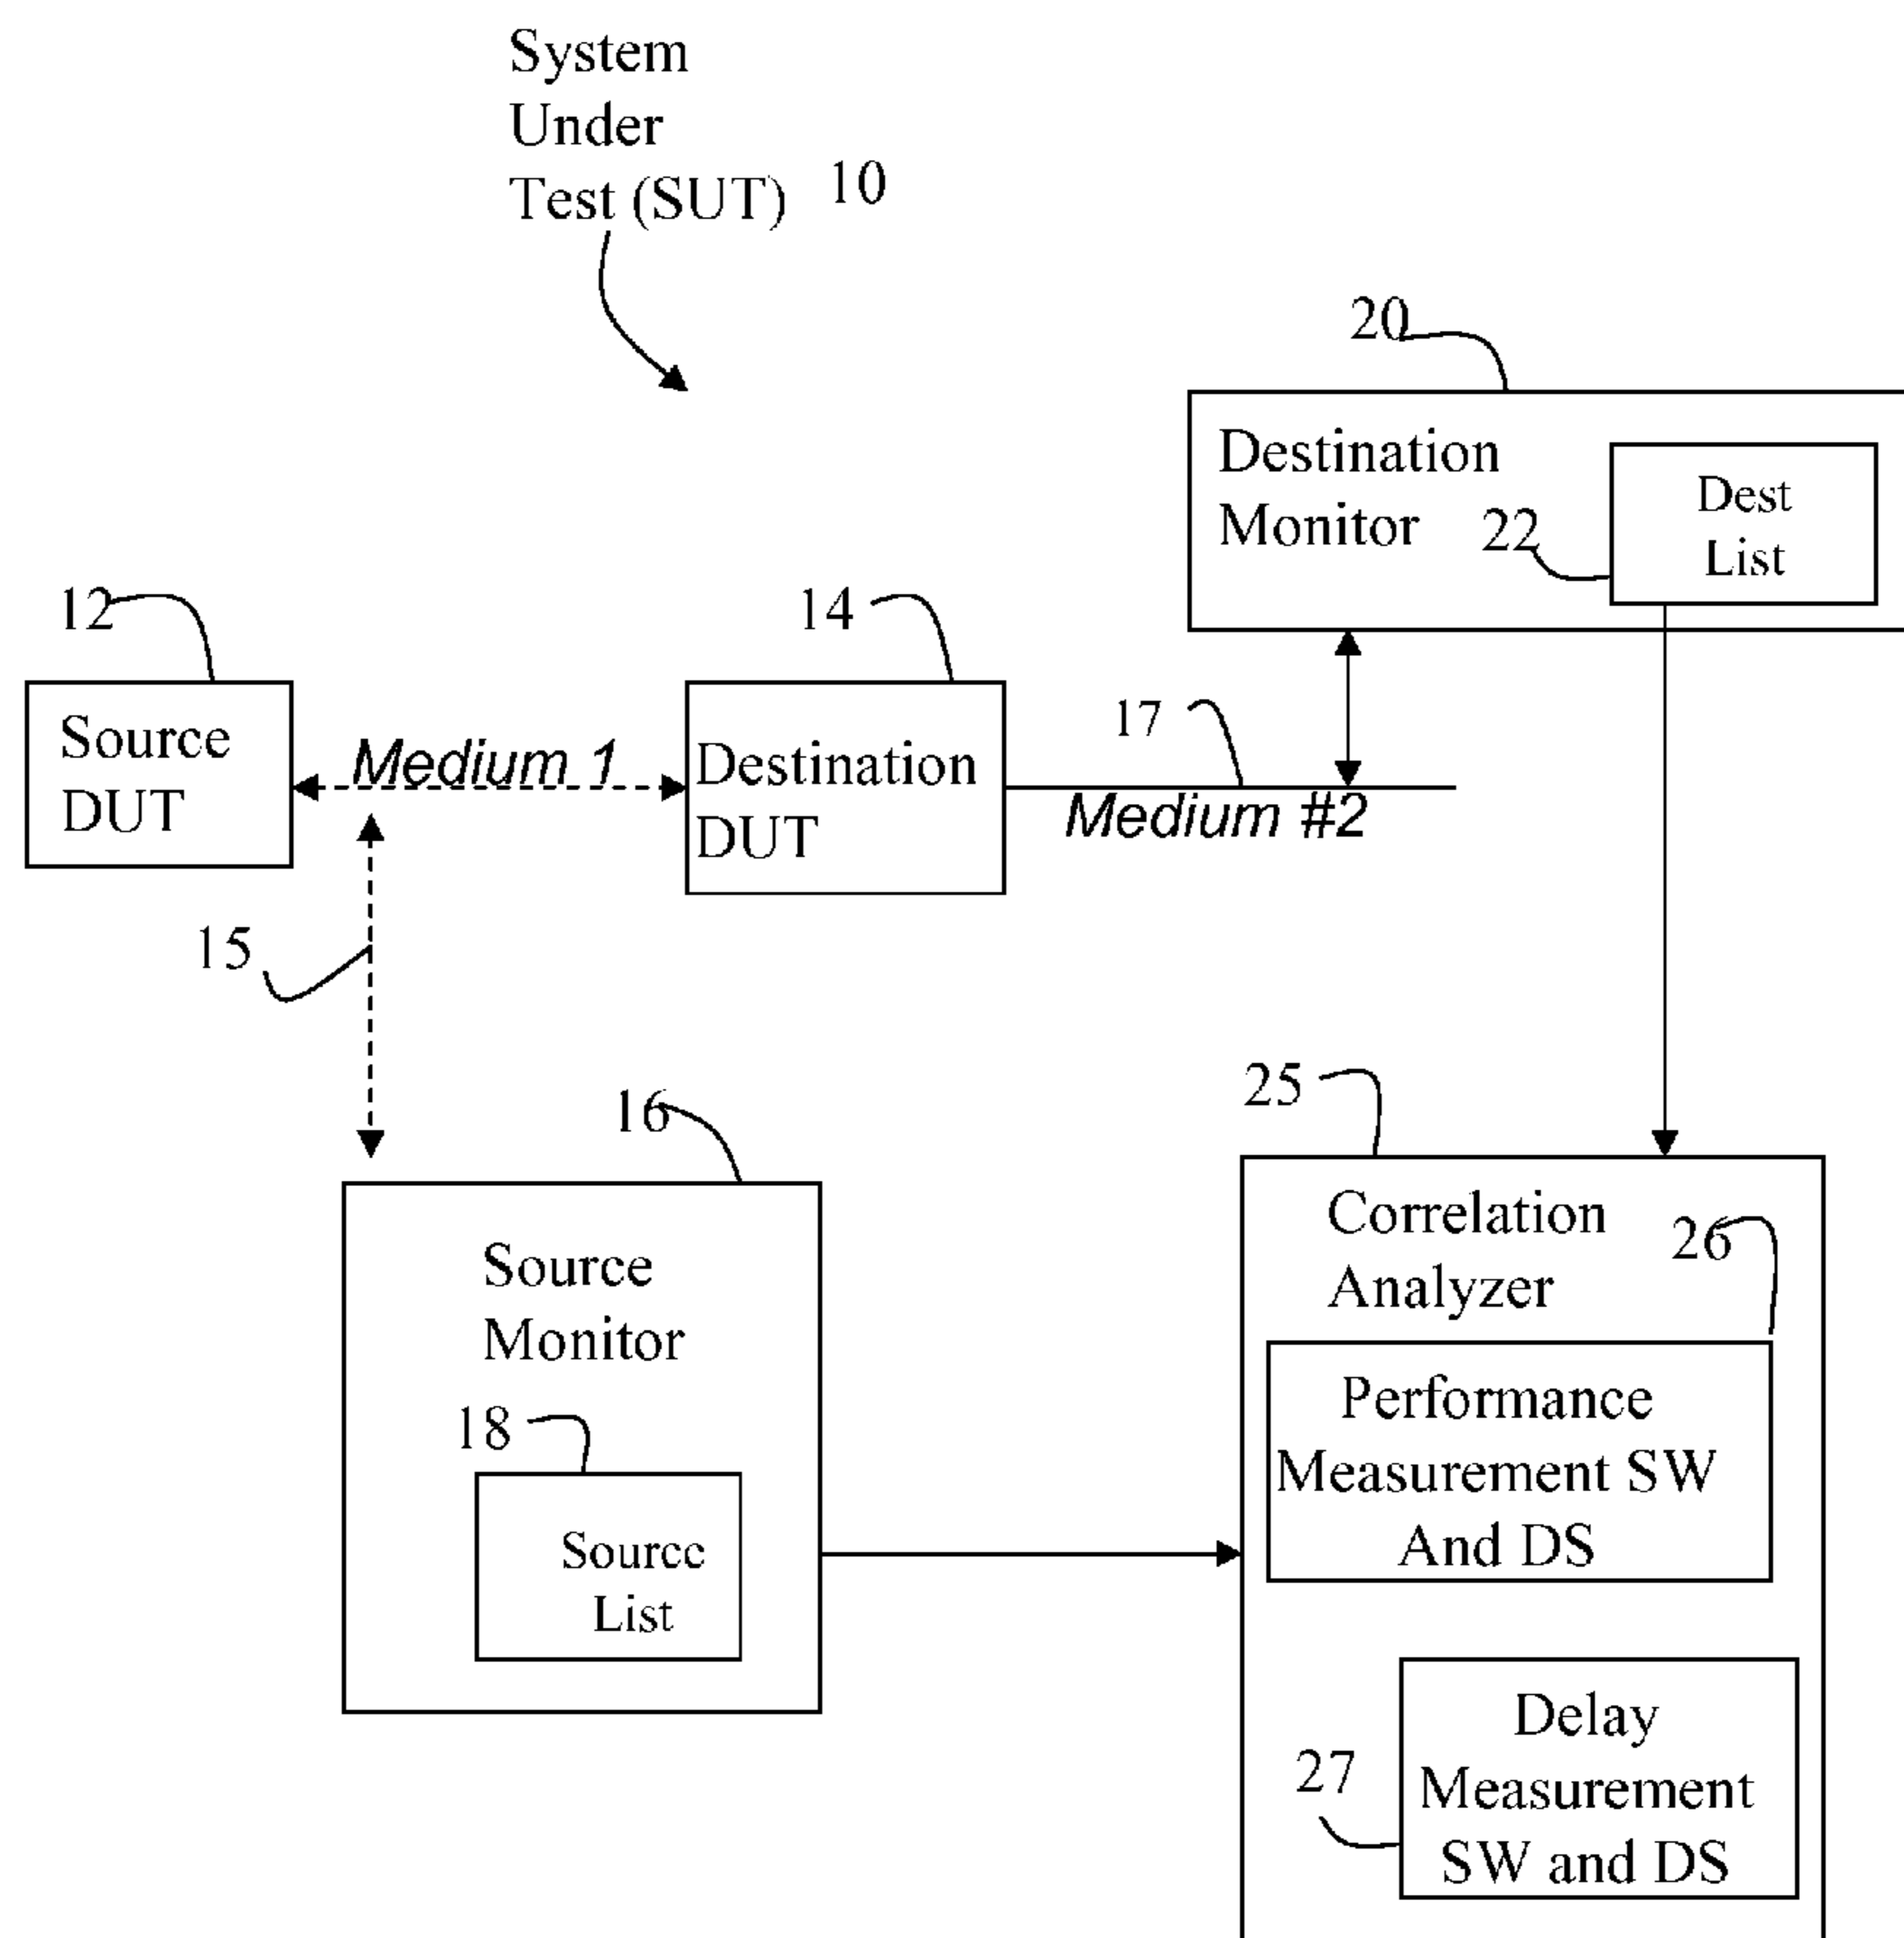 System
Under
Test (SUT)
10
20
Destination
Monitor
22
Dest
List
12
14
17
Source
DUT
Medium 1
Destination
DUT
Medium #2
15
16
25
Source
Monitor
Correlation
Analyzer
26
18
Source
List
Performance
Measurement SW
And DS
27
Delay
Measurement
SW and DS